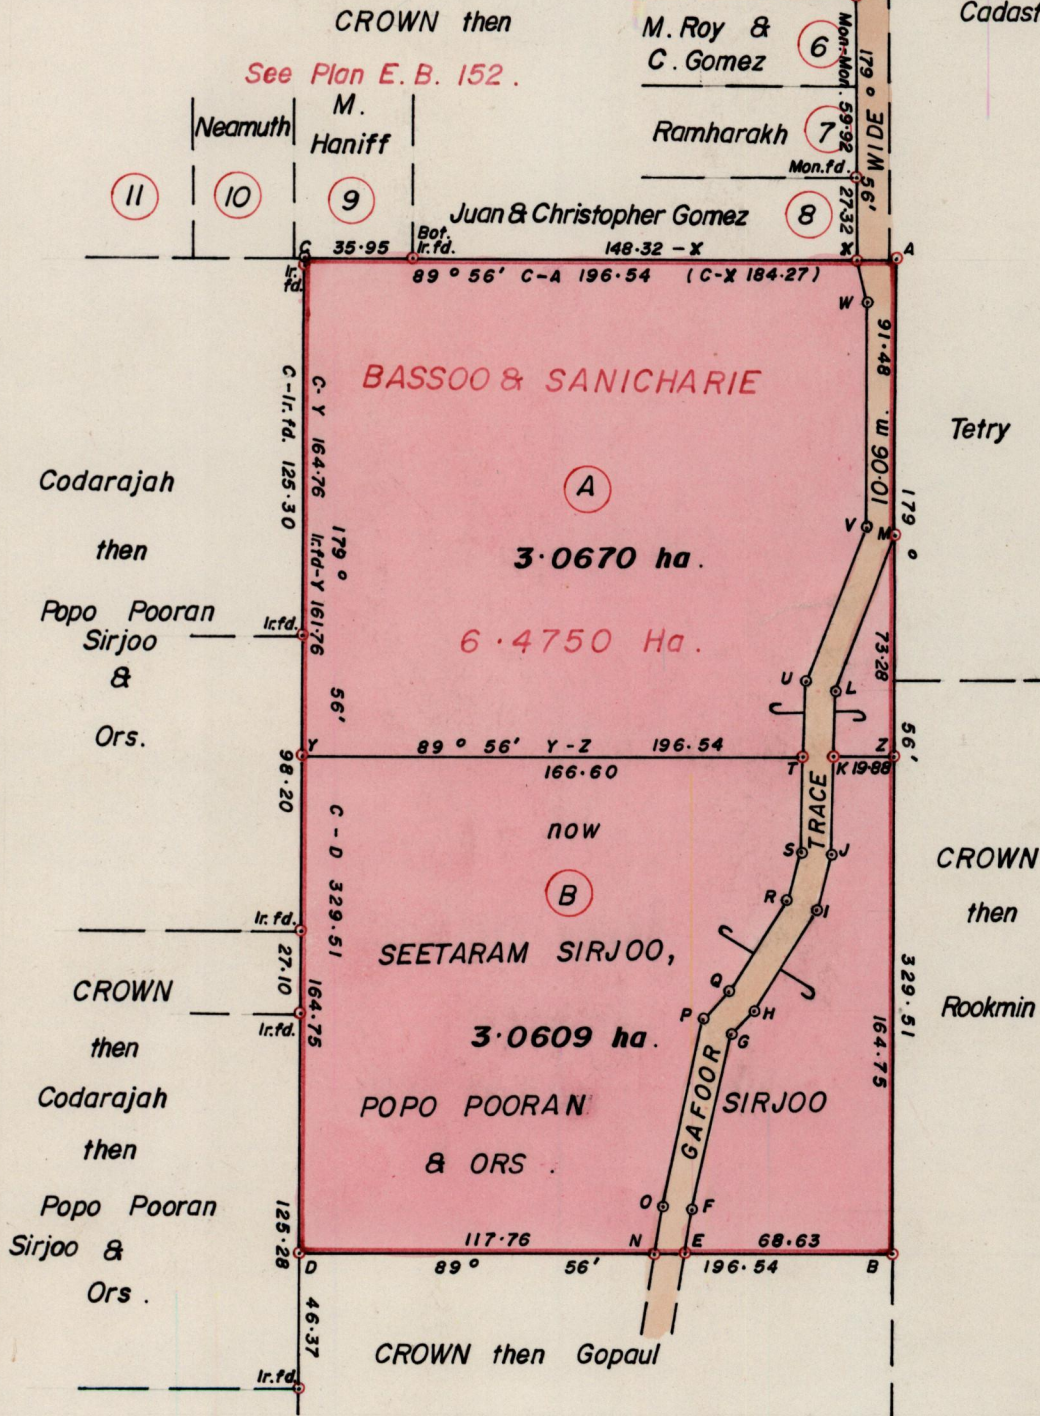 CROWN then
M. Roy &
C. Gomez
6
Cadast
See Plan E. B. 152.
Mon.-Mon. 59.92
179° 56'
WIDE
Neamuth
M.
Haniff
Ramharakh
7
Mon.fd.
27.32
11
10
9
Juan & Christopher Gomez
8
C
35.95
Bot.
Ir.fd.
148.32 - X
X
A
Ir.
fd.
89° 56' C-A 196.54 (C-X 184.27)
W
91.48
BASSOO & SANICHARIE
C-Ir.fd. 125.30
C-Y 164.76
Ir.fd-Y 161.76
179° 56'
10.06 m.
Tetry
Codarajah
A
179° 56'
then
3.0670 ha.
V
M
Popo Pooran
Ir.fd.
Sirjoo
6.4750 Ha.
73.28
&
U
L
Ors.
Y
89° 56' Y-Z 196.54
Z
166.60
T
K
19.88
98.20
TRACE
C - D 329.51
now
S
J
CROWN
B
R
I
then
Ir. fd.
SEETARAM SIRJOO,
27.10
329.51
CROWN
Q
Rookmin
164.75
P
H
Ir.fd.
3.0609 ha.
G
164.75
then
Codarajah
POPO POORAN
GAFOOR
SIRJOO
then
& ORS .
Popo Pooran
O
F
125.28
117.76
N
E
68.63
Sirjoo &
D
89° 56'
196.54
B
Ors .
46.37
CROWN then Gopaul
Ir.fd.